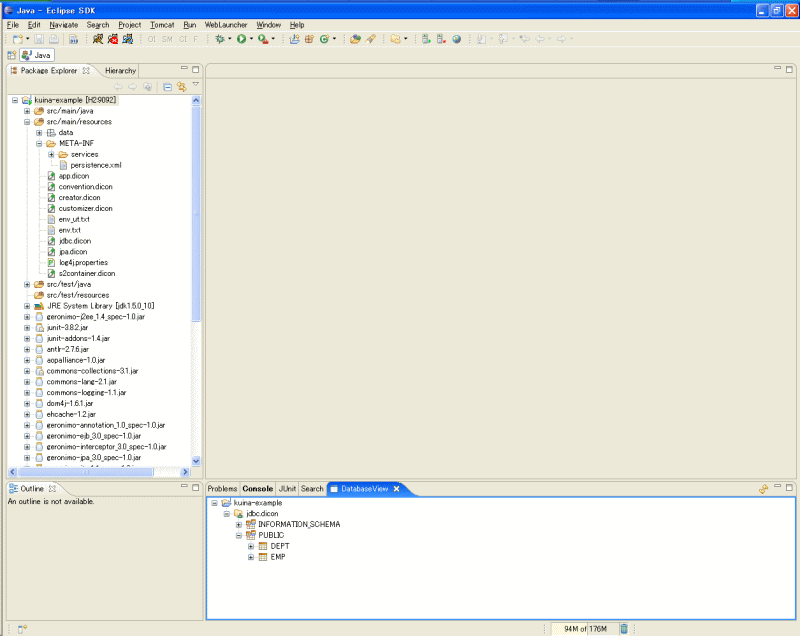 Java - Eclipse SDK
File Edit Navigate Search Project Tomcat Run WebLauncher Window Help
Java
Package Explorer Hierarchy
kuina-example [H2:9092]
src/main/java
src/main/resources
data
META-INF
services
persistence.xml
app.dicon
convention.dicon
creator.dicon
customizer.dicon
env_ut.txt
env.txt
jdbc.dicon
jpa.dicon
log4j.properties
s2container.dicon
src/test/java
src/test/resources
JRE System Library [jdk1.5.0_10]
geronimo-j2ee_1.4_spec-1.0.jar
junit-3.8.2.jar
junit-addons-1.4.jar
antlr-2.7.6.jar
aopalliance-1.0.jar
commons-collections-3.1.jar
commons-lang-2.1.jar
commons-logging-1.1.jar
dom4j-1.6.1.jar
ehcache-1.2.jar
geronimo-annotation_1.0_spec-1.0.jar
geronimo-ejb_3.0_spec-1.0.jar
geronimo-interceptor_3.0_spec-1.0.jar
geronimo-jpa_3.0_spec-1.0.jar
Outline
An outline is not available.
Problems Console JUnit Search DatabaseView
kuina-example
jdbc.dicon
INFORMATION_SCHEMA
PUBLIC
DEPT
EMP
94M of 176M